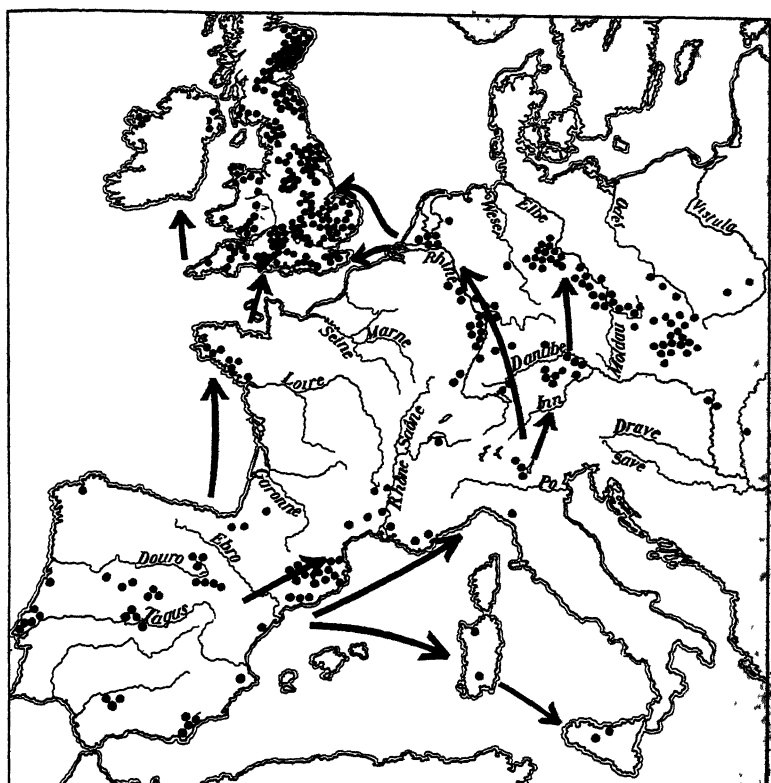 Elbe
Weser
Oder
Vistula
Rhine
Seine
Marne
Danube
Moldau
Loire
Inn
Saône
Drave
Save
Rhône
Po
Garonne
Ebro
Douro
Tagus